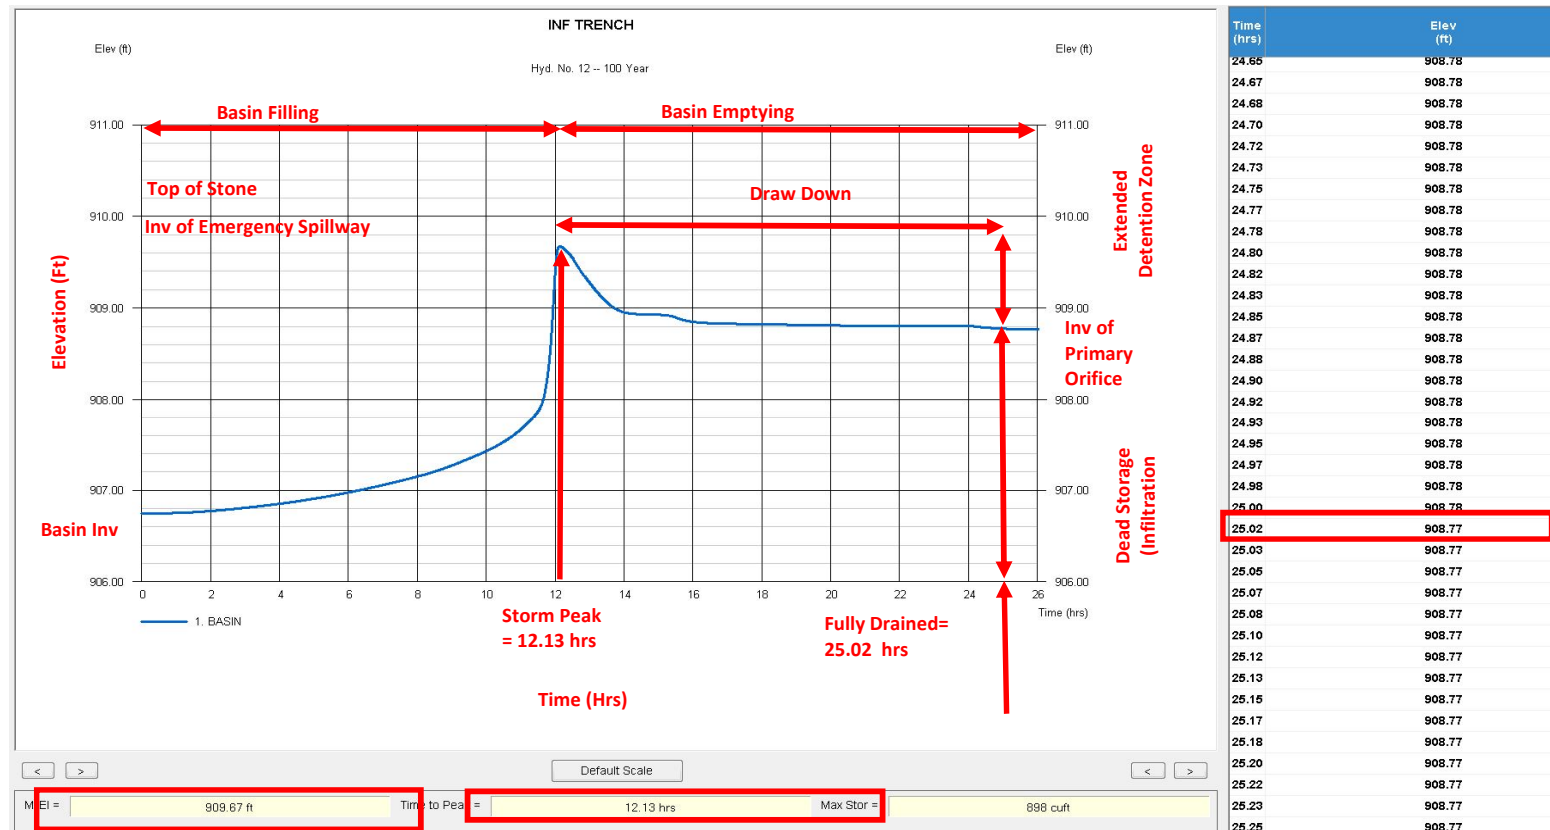 INF TRENCH
Elev (ft)
Elev (ft)
Hyd. No. 12 -- 100 Year
Basin Filling
Basin Emptying
911.00
911.00
Top of Stone
Draw Down
Extended
Detention Zone
910.00
910.00
Inv of Emergency Spillway
Elevation (Ft)
909.00
909.00
Inv of
Primary
Orifice
908.00
908.00
907.00
907.00
Dead Storage
(Infiltration
Basin Inv
906.00
906.00
0 2 4 6 8 10 12 14 16 18 20 22 24 26
Time (hrs)
1. BASIN
Storm Peak
= 12.13 hrs
Fully Drained=
25.02 hrs
Time (Hrs)
< >
Default Scale
< >
El =
909.67 ft
Time to Peak =
12.13 hrs
Max Stor =
898 cuft
Time
(hrs)
Elev
(ft)
24.65 908.78
24.67 908.78
24.68 908.78
24.70 908.78
24.72 908.78
24.73 908.78
24.75 908.78
24.77 908.78
24.78 908.78
24.80 908.78
24.82 908.78
24.83 908.78
24.85 908.78
24.87 908.78
24.88 908.78
24.90 908.78
24.92 908.78
24.93 908.78
24.95 908.78
24.97 908.78
24.98 908.78
25.00 908.78
25.02 908.77
25.03 908.77
25.05 908.77
25.07 908.77
25.08 908.77
25.10 908.77
25.12 908.77
25.13 908.77
25.15 908.77
25.17 908.77
25.18 908.77
25.20 908.77
25.22 908.77
25.23 908.77
25.25 908.77